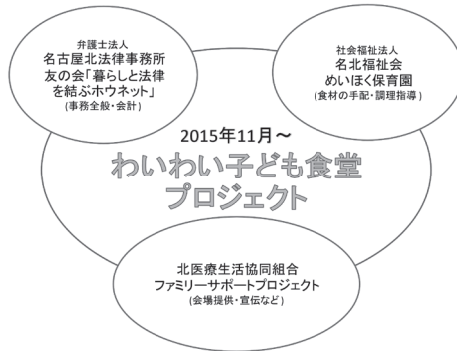 弁護士法人
名古屋北法律事務所
友の会「暮らしと法律
を結ぶホウネット」
(事務全般・会計)
社会福祉法人
名北福祉会
めいほく保育園
(食材の手配・調理指導)
2015年11月〜
わいわい子ども食堂
プロジェクト
北医療生活協同組合
ファミリーサポートプロジェクト
(会場提供・宣伝など)